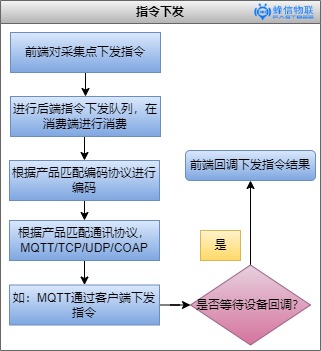 指令下发
蜂信物联
前端对采集点下发指令
进行后端指令下发队列，在
消费端进行消费
根据产品匹配编码协议进行
编码
根据产品匹配通讯协议，
MQTT/TCP/UDP/COAP
如：MQTT通过客户端下发
指令
前端回调下发指令结果
是
是否等待设备回调?